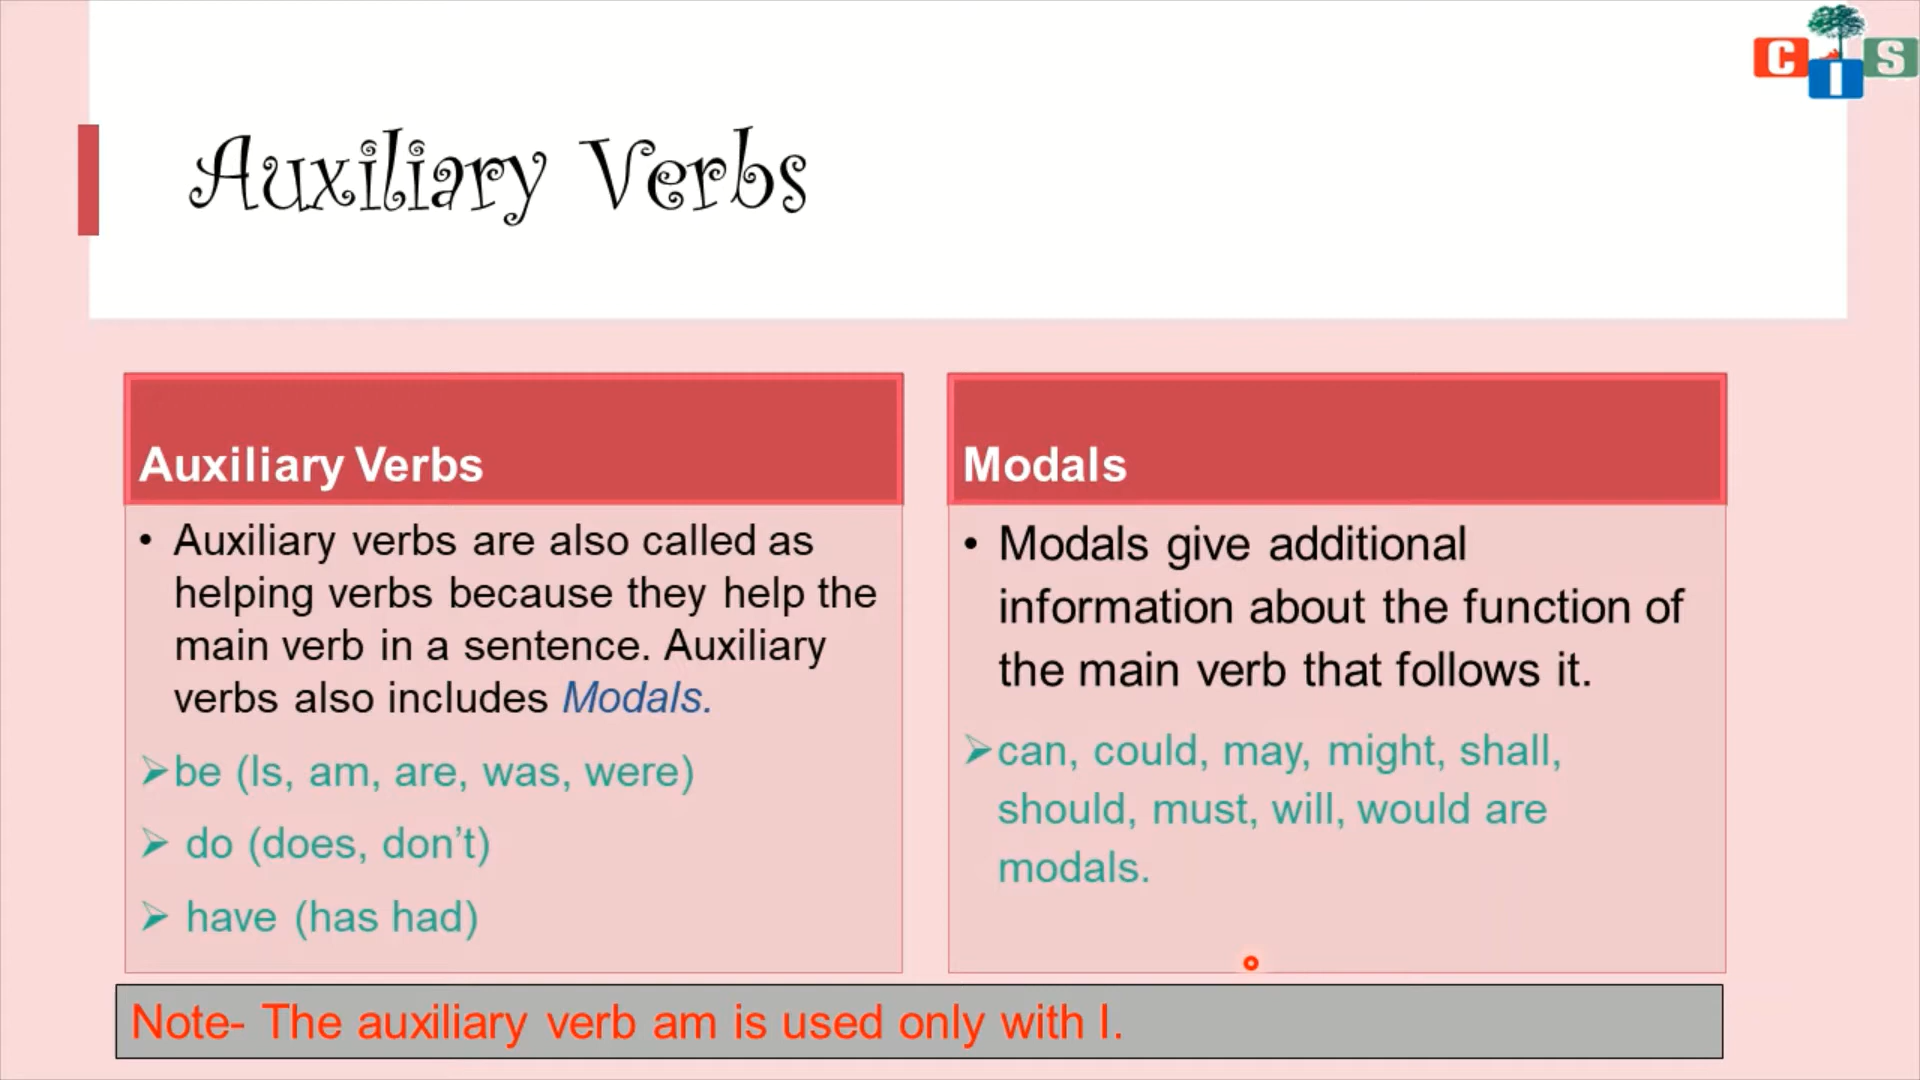 C I S
Auxiliary Verbs
Auxiliary Verbs
• Auxiliary verbs are also called as
helping verbs because they help the
main verb in a sentence. Auxiliary
verbs also includes Modals.
➢be (Is, am, are, was, were)
➢ do (does, don’t)
➢ have (has had)
Modals
• Modals give additional
information about the function of
the main verb that follows it.
➢can, could, may, might, shall,
should, must, will, would are
modals.
Note- The auxiliary verb am is used only with I.